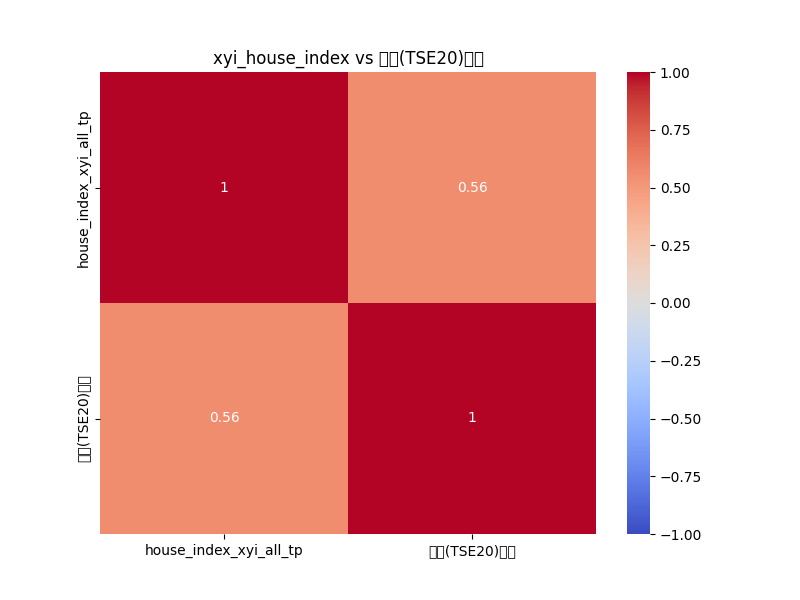 xyi_house_index vs (TSE20)
house_index_xyi_all_tp
(TSE20)
1
0.56
0.56
1
house_index_xyi_all_tp
(TSE20)
1.00
0.75
0.50
0.25
0.00
−0.25
−0.50
−0.75
−1.00